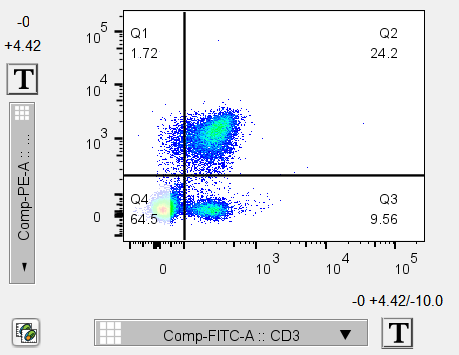 -0
+4.42
T
Comp-PE-A :: ...
10^5
10^4
10^3
0
Q1
1.72
Q2
24.2
Q4
64.5
Q3
9.56
0
10^3
10^4
10^5
-0 +4.42/-10.0
Comp-FITC-A :: CD3
T